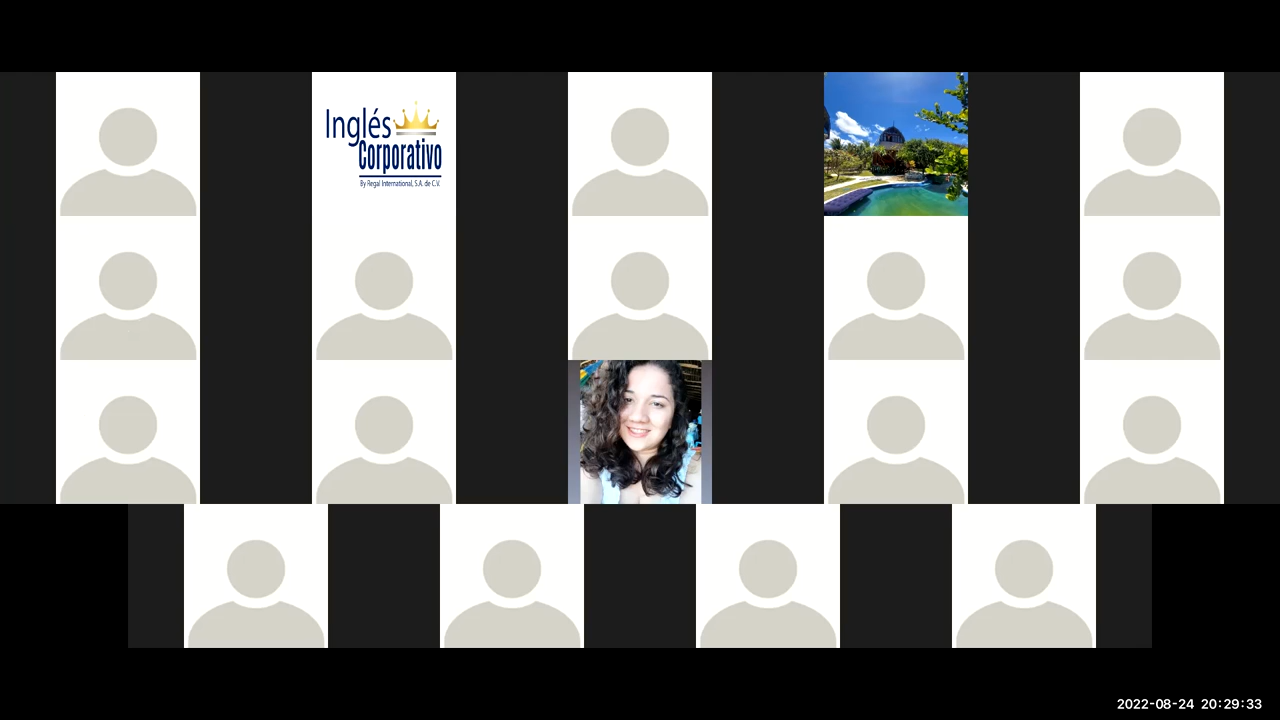 Inglés
Corporativo
By Regal International, S.A. de C.V.
2022-08-24 20:29:33